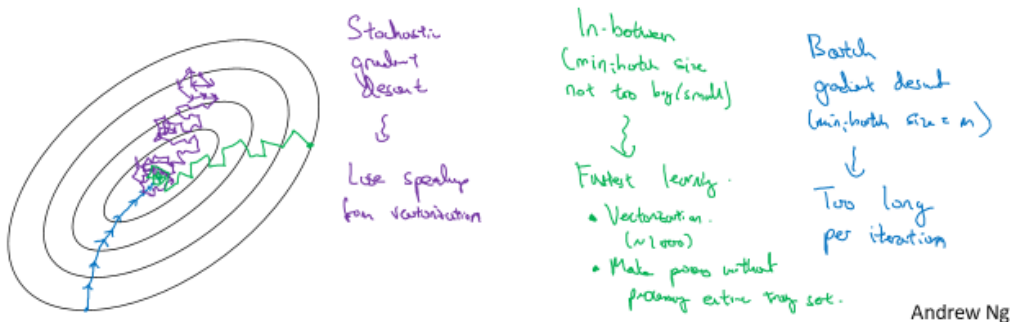 Stochastic
gradient
descent
Lose speedup
from vectorization
In-between
(mini-batch size
not too big/small)
Fastest learning.
• Vectorization.
(~1000)
• Make progress without
processing entire training set.
Batch
gradient descent
(mini-batch size = m)
Too long
per iteration
Andrew Ng